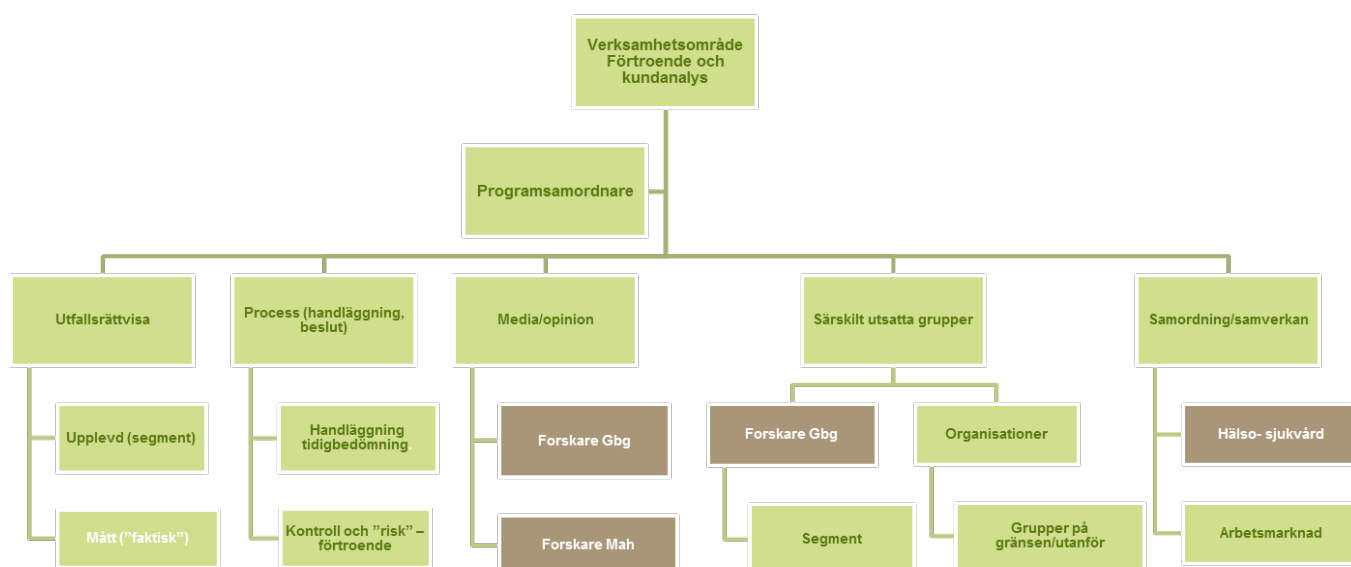 Verksamhetsområde
Förtroende och
kundanalys
Programsamordnare
Utfallsrättvisa
Process (handläggning,
beslut)
Media/opinion
Särskilt utsatta grupper
Samordning/samverkan
Upplevd (segment)
Handläggning
tidigbedömning.
Forskare Gbg
Forskare Gbg
Organisationer
Hälso- sjukvård
Mått (”faktisk”)
Kontroll och ”risk” –
förtroende
Forskare Mah
Segment
Grupper på
gränsen/utanför
Arbetsmarknad